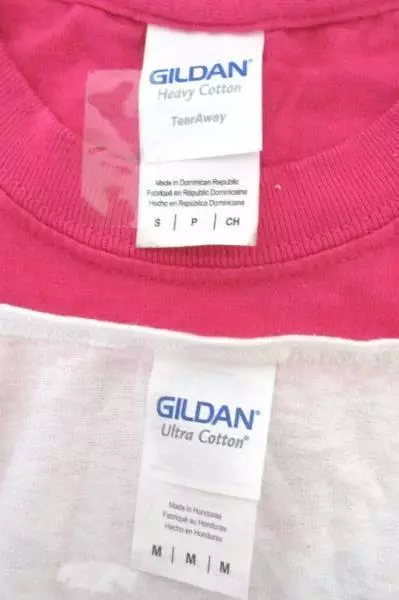 GILDAN®
Heavy Cotton
TearAway
Made in Dominican Republic
Fabriqué en République Dominicaine
Hecho en República Dominicana
S | P | CH
GILDAN®
Ultra Cotton®
Made in Honduras
Fabriqué au Honduras
Hecho en Honduras
M | M | M